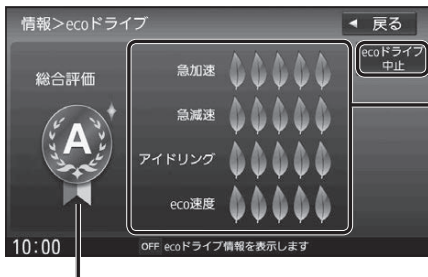 情報＞ecoドライブ
◀ 戻る
ecoドライブ
中止
総合評価
A
急加速
急減速
アイドリング
eco速度
10:00
OFF ecoドライブ情報を表示します